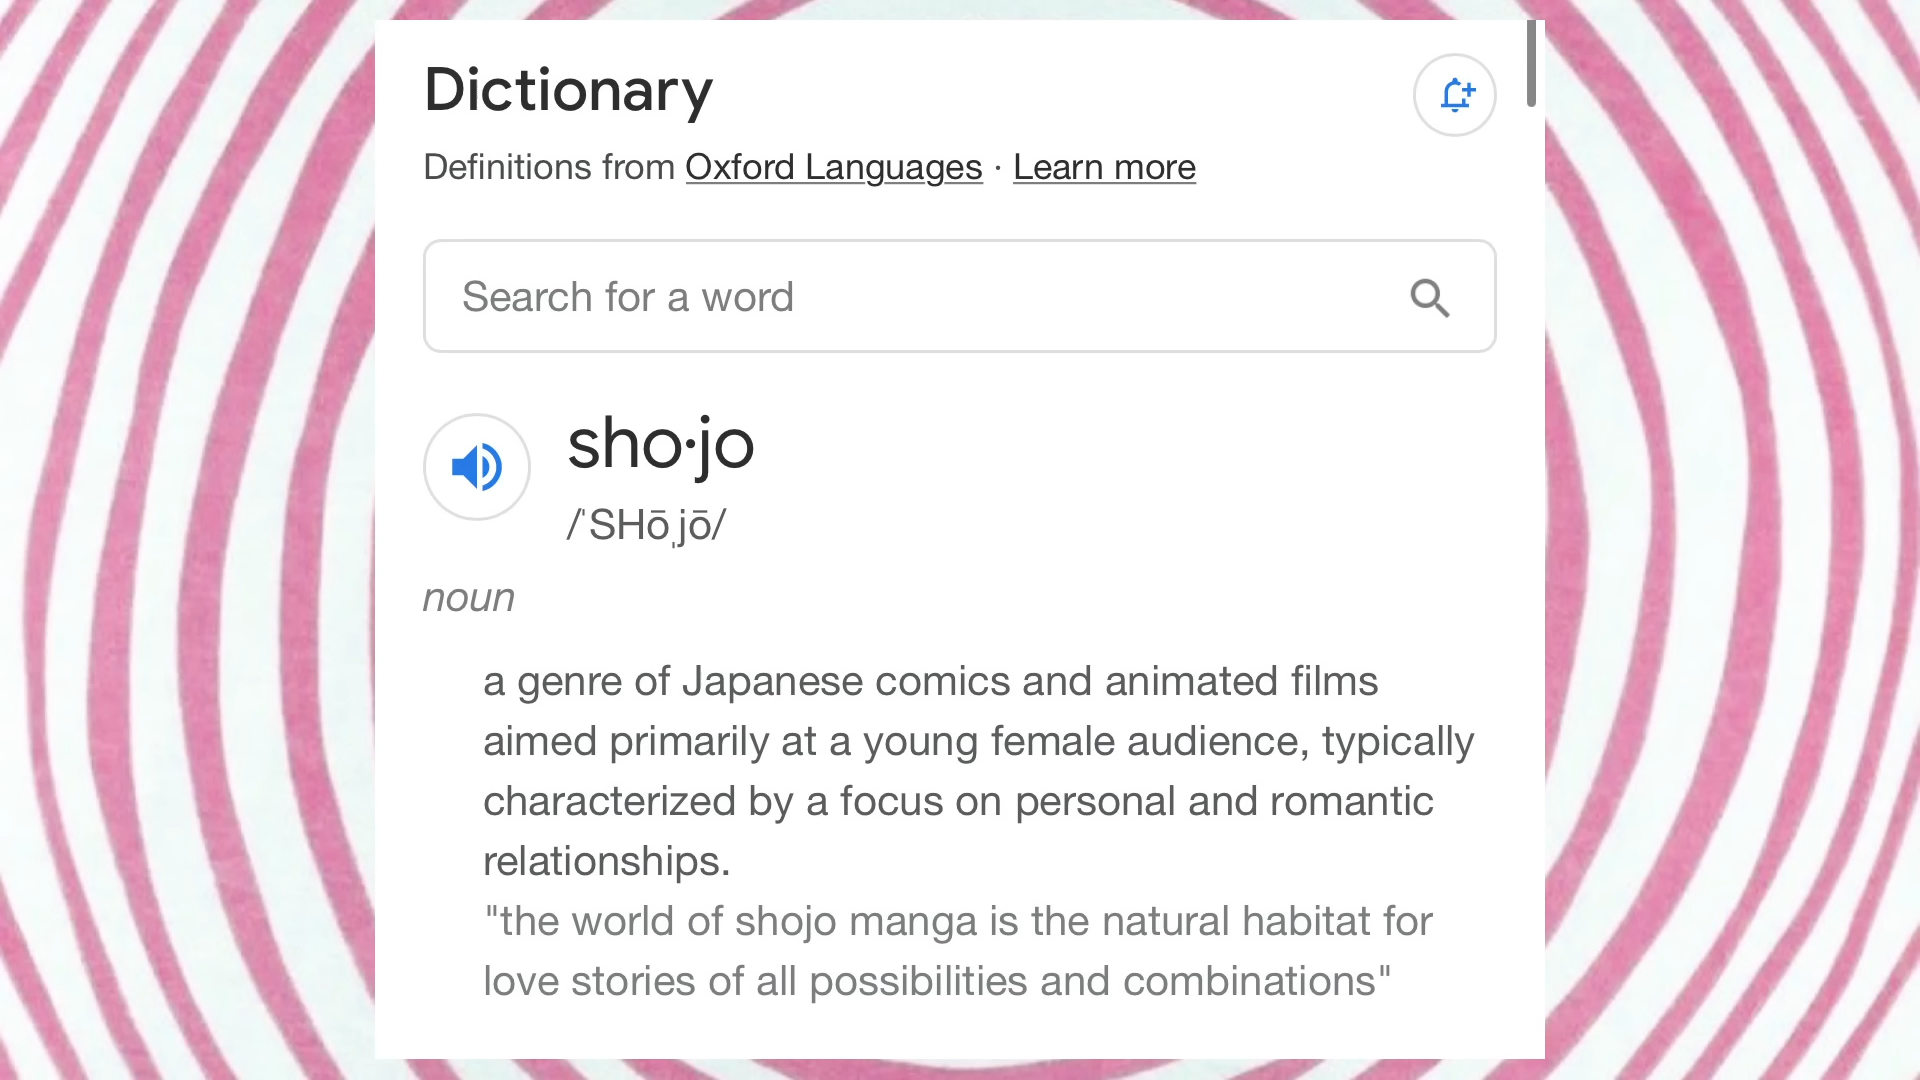 Dictionary
Definitions from Oxford Languages · Learn more
Search for a word
sho·jo
/ˈSHōˌjō/
noun
a genre of Japanese comics and animated films
aimed primarily at a young female audience, typically
characterized by a focus on personal and romantic
relationships.
"the world of shojo manga is the natural habitat for
love stories of all possibilities and combinations"